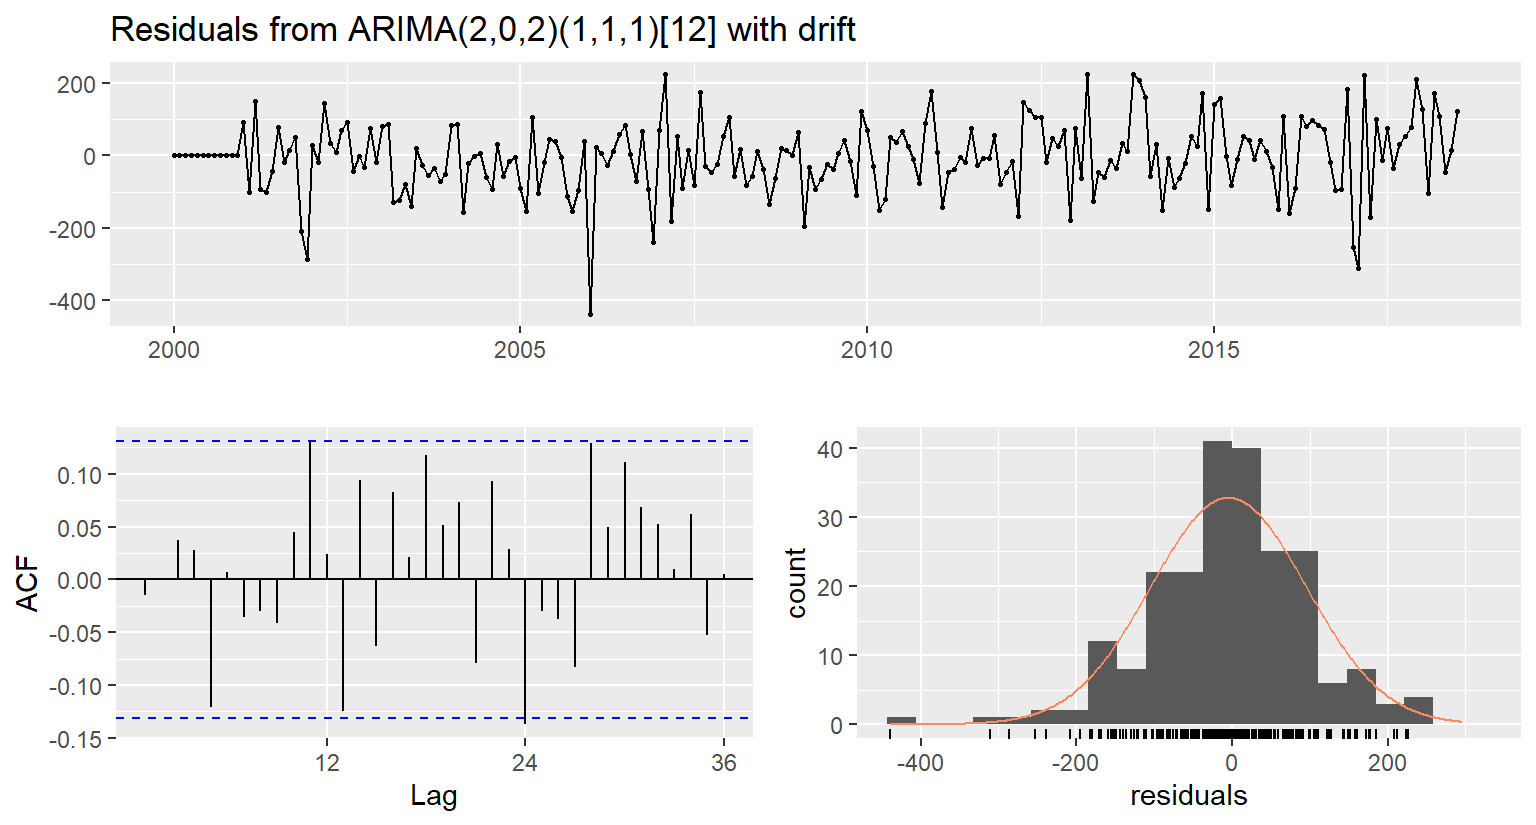 Residuals from ARIMA(2,0,2)(1,1,1)[12] with drift
200
0
-200
-400
2000 2005 2010 2015
ACF
0.10
0.05
0.00
-0.05
-0.10
-0.15
12 24 36
Lag
count
40
30
20
10
0
-400 -200 0 200
residuals